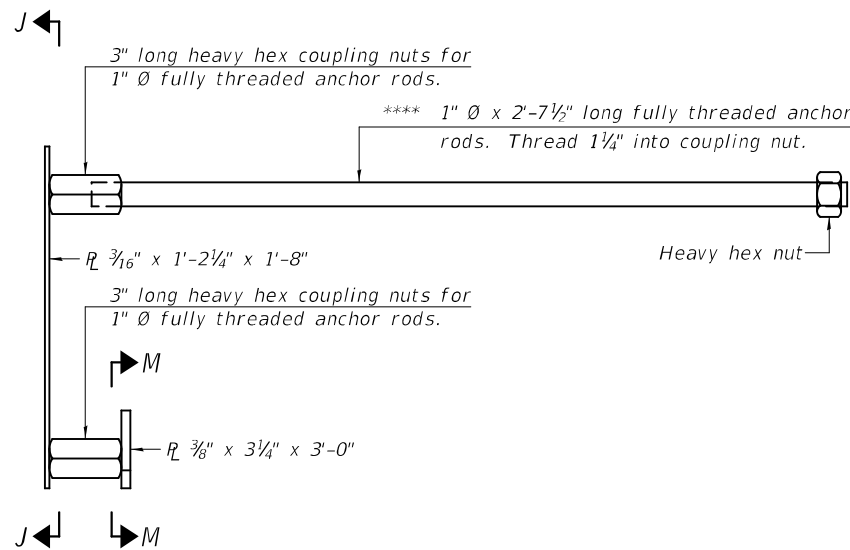 J
3" long heavy hex coupling nuts for
1" Ø fully threaded anchor rods.
**** 1" Ø x 2'-7½" long fully threaded anchor
rods. Thread 1¼" into coupling nut.
℄ 3/16" x 1'-2¼" x 1'-8"
Heavy hex nut
3" long heavy hex coupling nuts for
1" Ø fully threaded anchor rods.
M
℄ ⅜" x 3¼" x 3'-0"
J
M